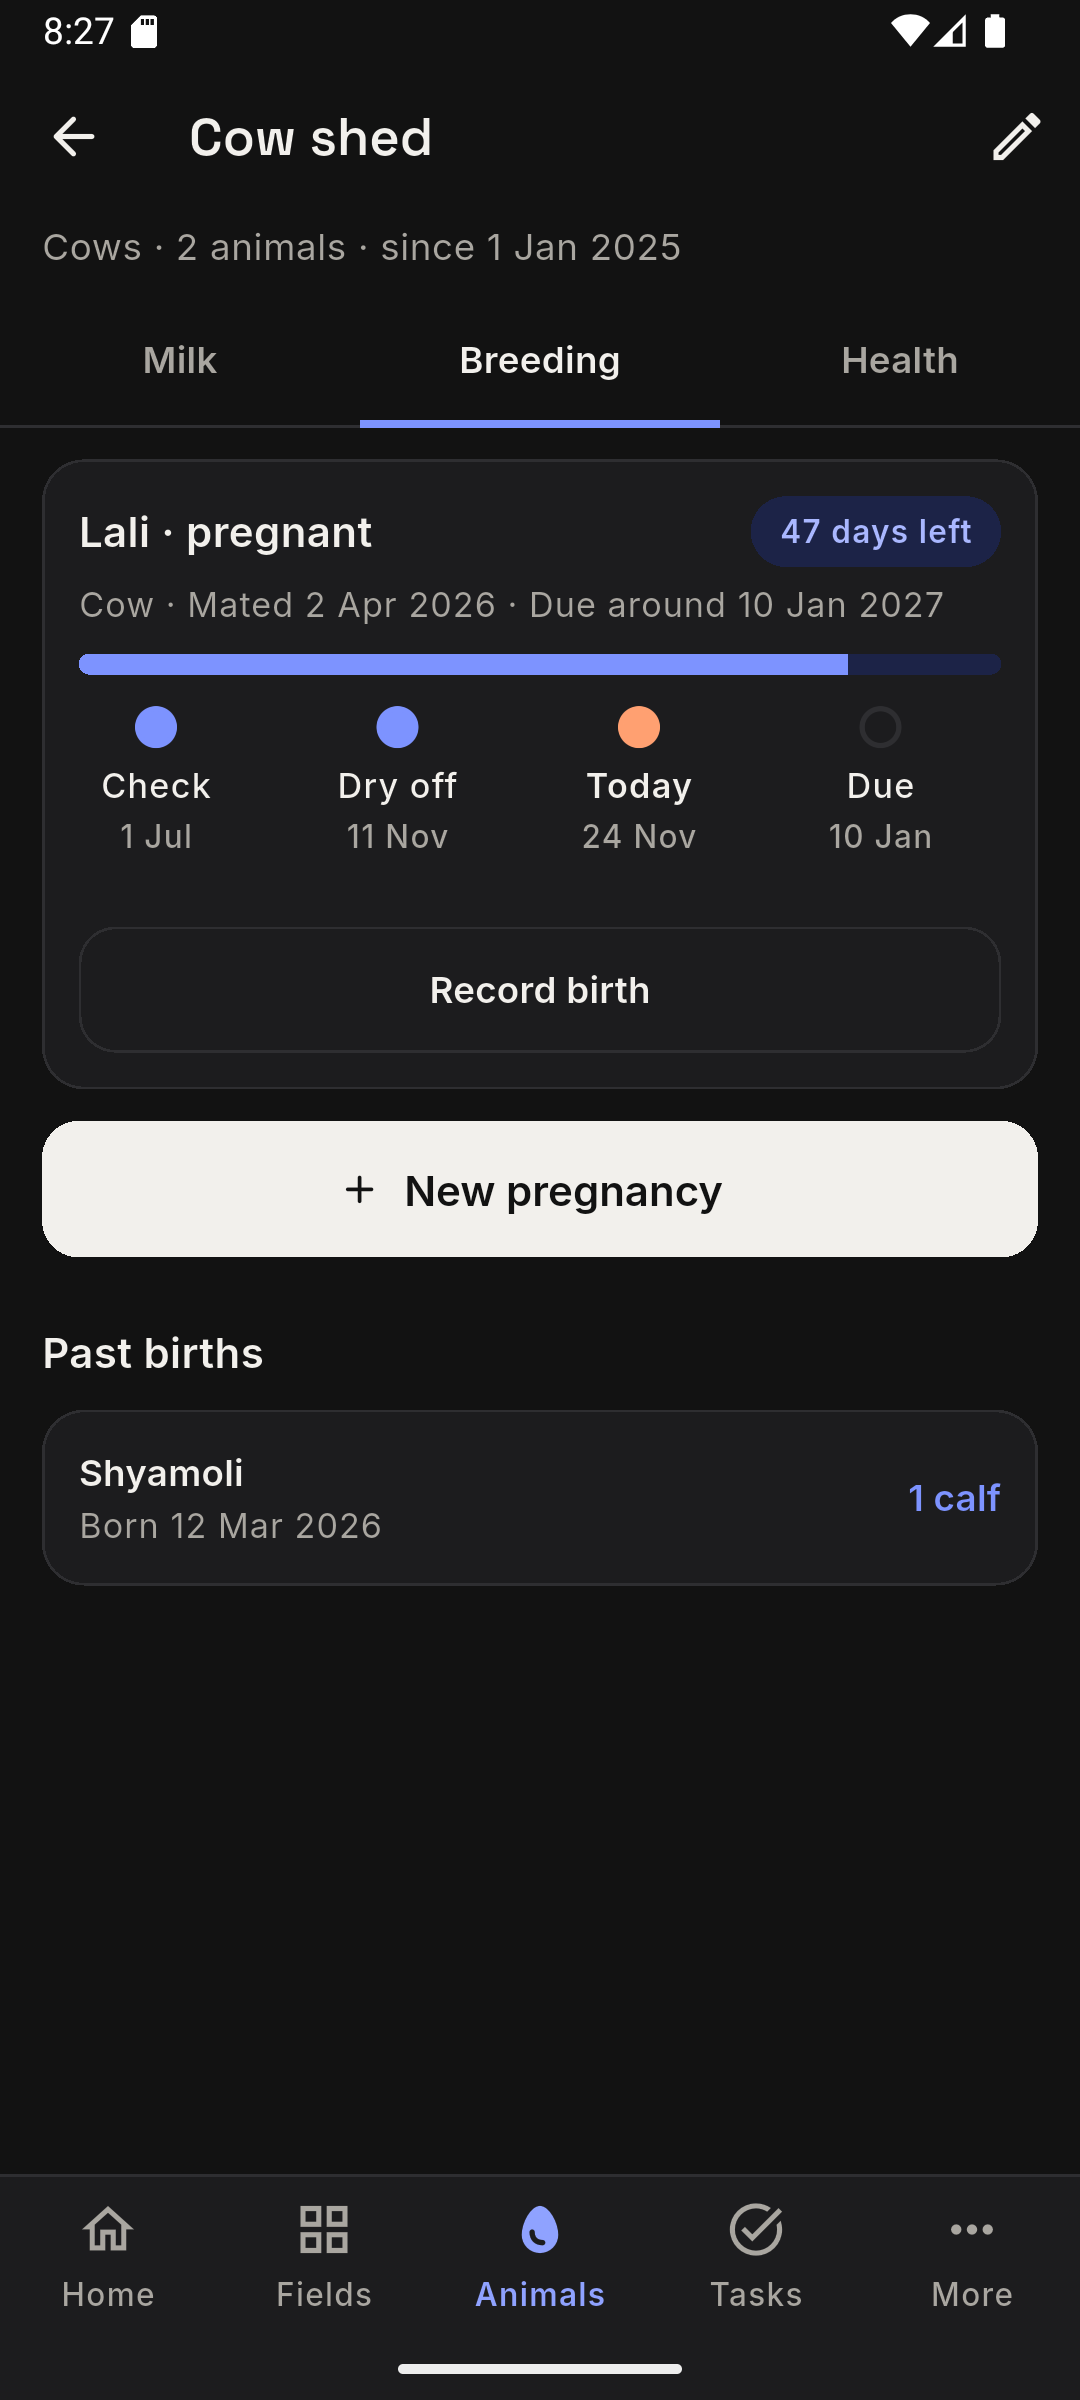 8:27
Cow shed
Cows · 2 animals · since 1 Jan 2025
Milk Breeding Health
Lali · pregnant 47 days left
Cow · Mated 2 Apr 2026 · Due around 10 Jan 2027
Check Dry off Today Due
1 Jul 11 Nov 24 Nov 10 Jan
Record birth
+ New pregnancy
Past births
Shyamoli
1 calf
Born 12 Mar 2026
Home Fields Animals Tasks More